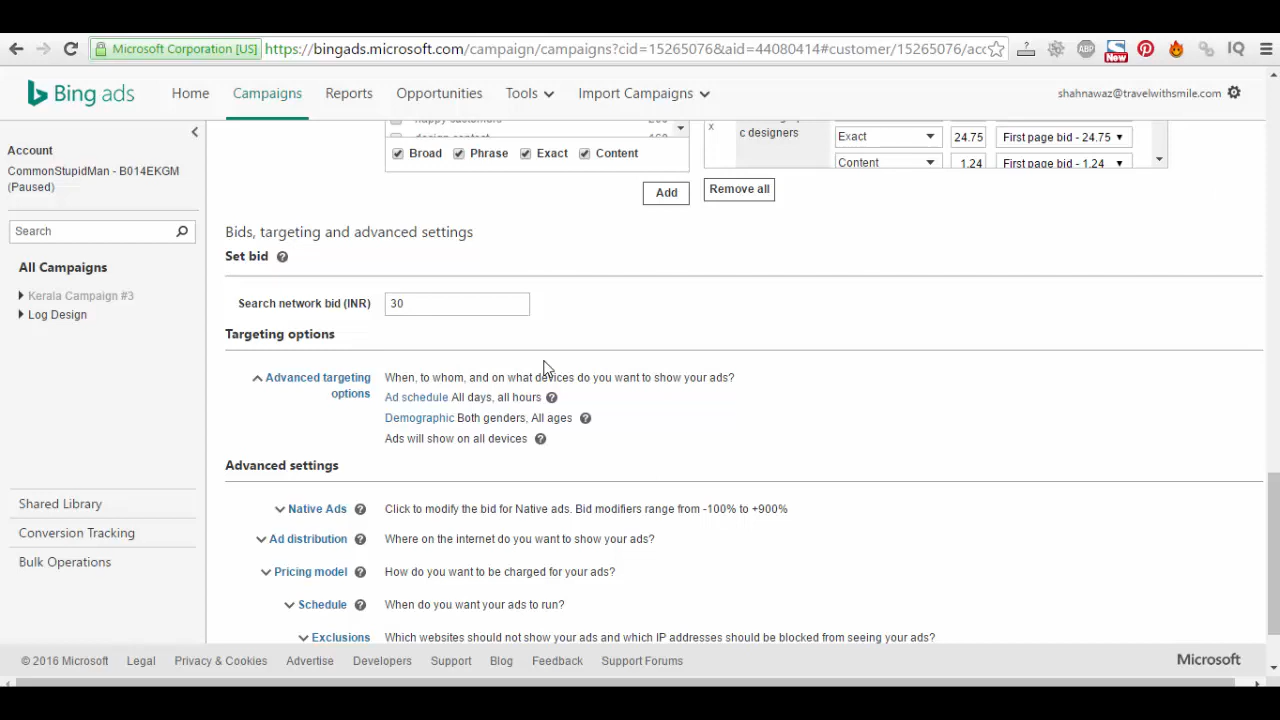 Microsoft Corporation [US] https://bingads.microsoft.com/campaign/campaigns?cid=15265076&aid=44080414#customer/15265076/acc
ABP
New
IQ
Bing ads
Home Campaigns Reports Opportunities Tools Import Campaigns shahnawaz@travelwithsmile.com
Account
CommonStupidMan - B014EKGM
(Paused)
Search
All Campaigns
Kerala Campaign #3
Log Design
Shared Library
Conversion Tracking
Bulk Operations
happy customers
design contest
Broad Phrase Exact Content
Add
x
c designers
Exact 24.75 First page bid - 24.75
Content 1.24 First page bid - 1.24
Remove all
Bids, targeting and advanced settings
Set bid ?
Search network bid (INR) 30
Targeting options
Advanced targeting options
When, to whom, and on what devices do you want to show your ads?
Ad schedule All days, all hours ?
Demographic Both genders, All ages ?
Ads will show on all devices ?
Advanced settings
Native Ads ? Click to modify the bid for Native ads. Bid modifiers range from -100% to +900%
Ad distribution ? Where on the internet do you want to show your ads?
Pricing model ? How do you want to be charged for your ads?
Schedule ? When do you want your ads to run?
Exclusions Which websites should not show your ads and which IP addresses should be blocked from seeing your ads?
© 2016 Microsoft Legal Privacy & Cookies Advertise Developers Support Blog Feedback Support Forums Microsoft